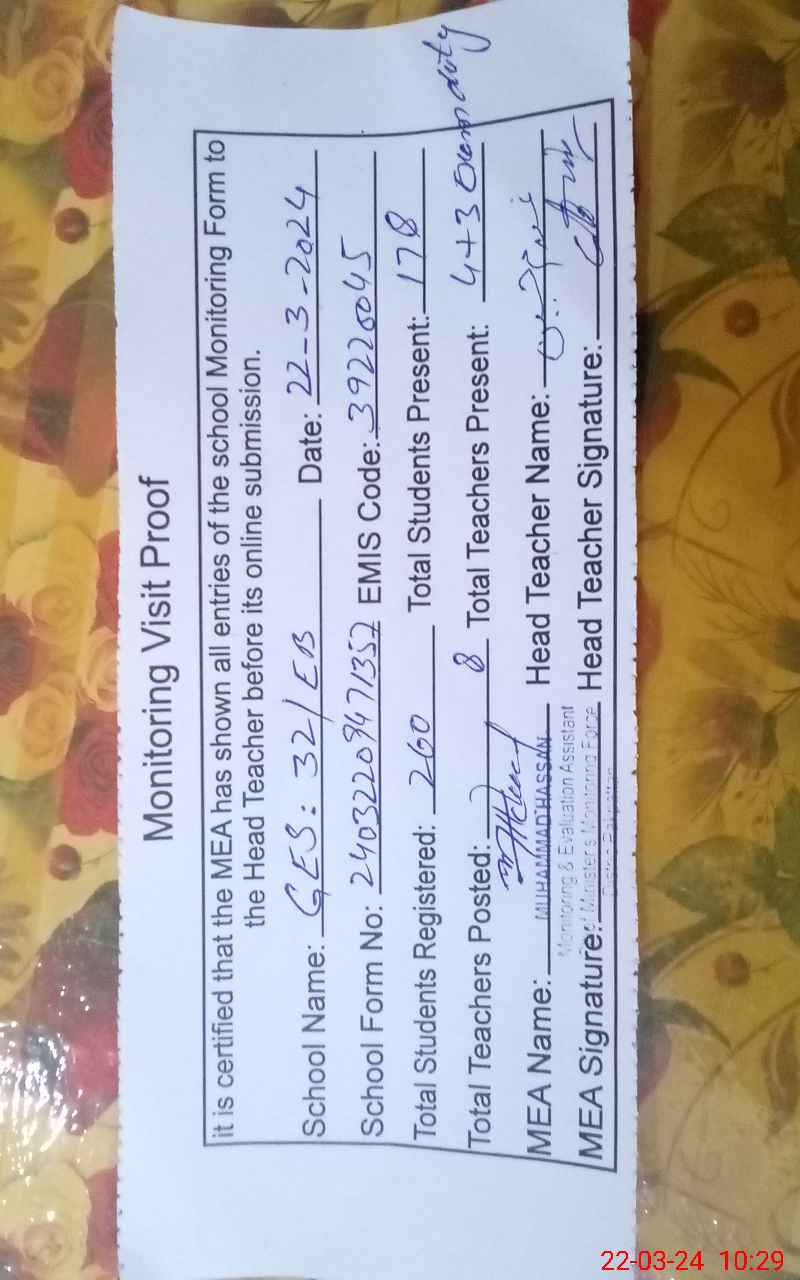 Monitoring Visit Proof
it is certified that the MEA has shown all entries of the school Monitoring Form to
the Head Teacher before its online submission.
School Name: GES: 32/EB Date: 22-3-2024
School Form No: 24032209471357 EMIS Code: 39220045
Total Students Registered: 260 Total Students Present: 178
Total Teachers Posted: 8 Total Teachers Present: 4+3 Exam duty
MEA Name: MUHAMMAD HASSAN Head Teacher Name:
Monitoring & Evaluation Assistant
Minister's Monitoring Force
MEA Signature: Head Teacher Signature:
22-03-24 10:29